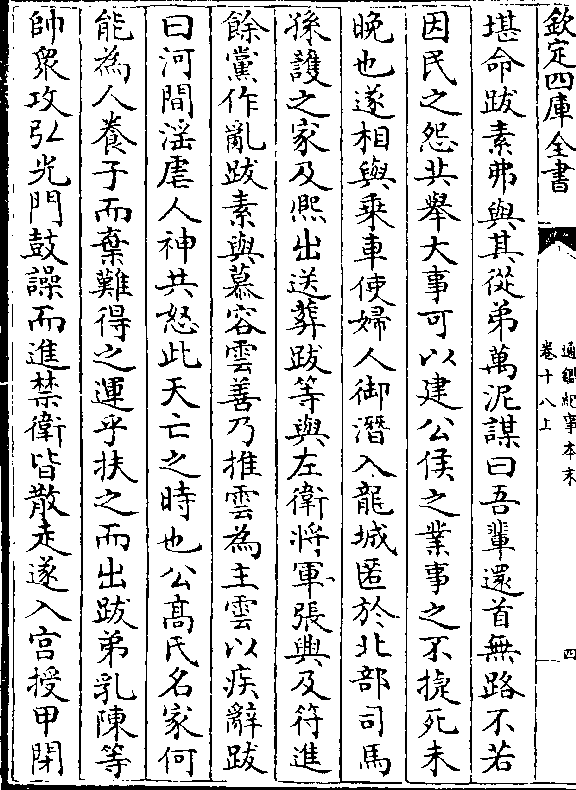 欽定四庫全書
通鑑紀事本末
卷十八上
四
堪命跋素弗與其從弟萬泥謀曰吾輩還首無路不若
因民之怨共舉大事可以建公侯之業事之不捷死未
晚也遂相與乗車使婦人御潛入龍城匿於北部司馬
孫護之家及熈出送葬跋等與左衛將軍張興及符進
餘黨作亂跋素與慕容雲善乃推雲為主雲以疾辭跋
曰河間淫虐人神共怒此天亡之時也公髙氏名家何
能為人養子而棄難得之運乎扶之而出跋弟乳陳等
帥衆攻弘光門鼓譟而進禁衛皆散走遂入宮授甲閉